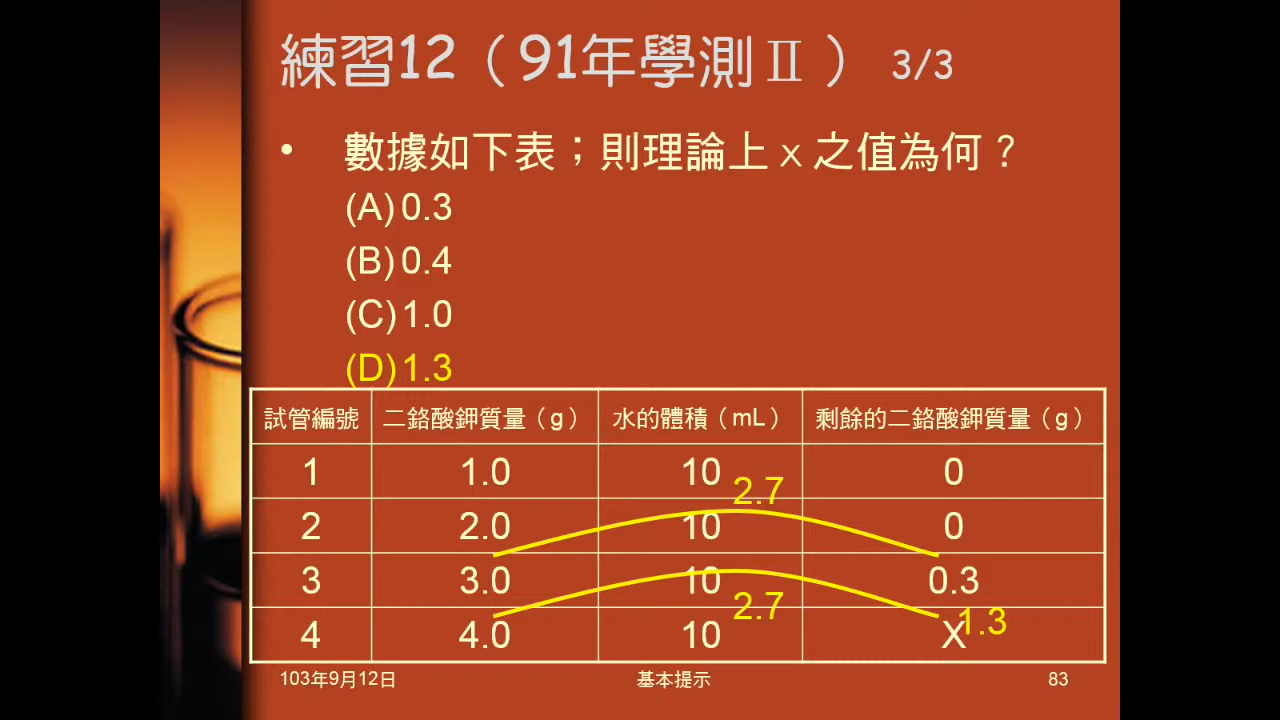 練習12（91年學測Ⅱ） 3/3
• 數據如下表；則理論上 x 之值為何？
(A) 0.3
(B) 0.4
(C) 1.0
(D) 1.3
試管編號 二鉻酸鉀質量（g） 水的體積（mL） 剩餘的二鉻酸鉀質量（g）
1 1.0 10 0
2.7
2 2.0 10 0
3 3.0 10 0.3
2.7 1.3
4 4.0 10 X
103年9月12日 基本提示 83